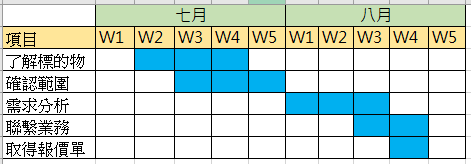 七月 八月
項目 W1 W2 W3 W4 W5 W1 W2 W3 W4 W5
了解標的物
確認範圍
需求分析
聯繫業務
取得報價單